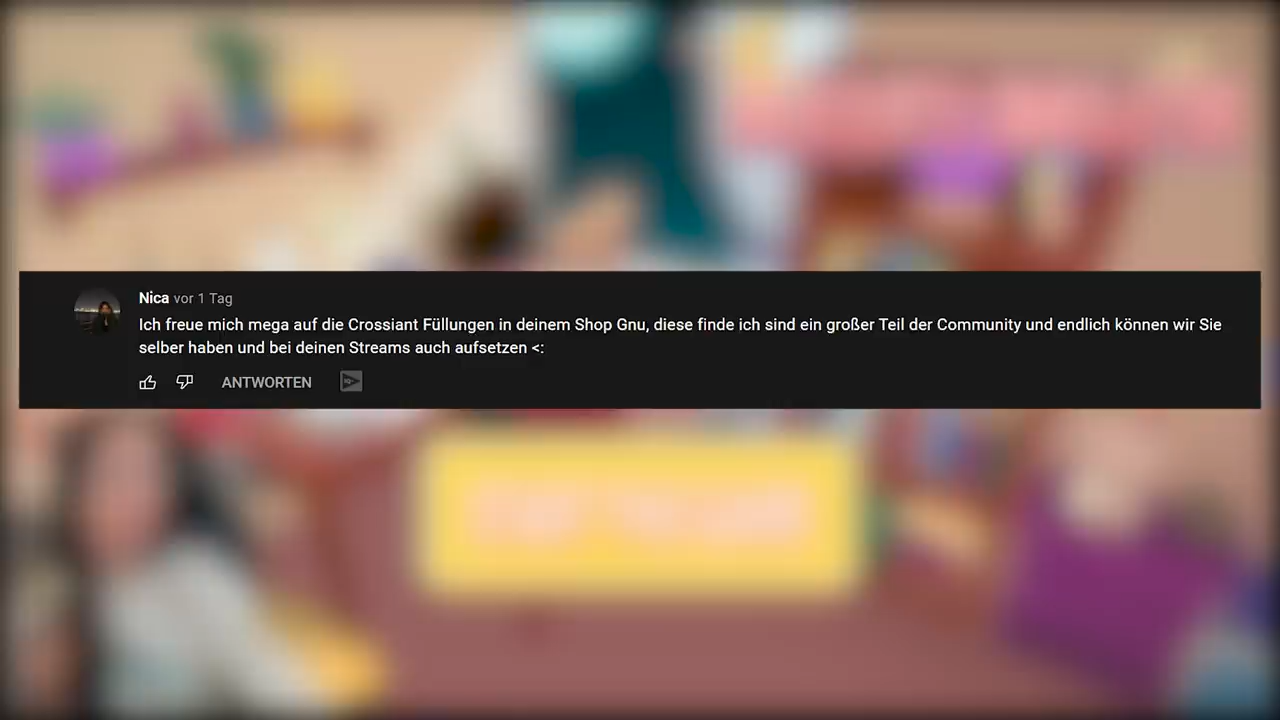 Nica vor 1 Tag
Ich freue mich mega auf die Crossiant Füllungen in deinem Shop Gnu, diese finde ich sind ein großer Teil der Community und endlich können wir Sie
selber haben und bei deinen Streams auch aufsetzen <:
ANTWORTEN